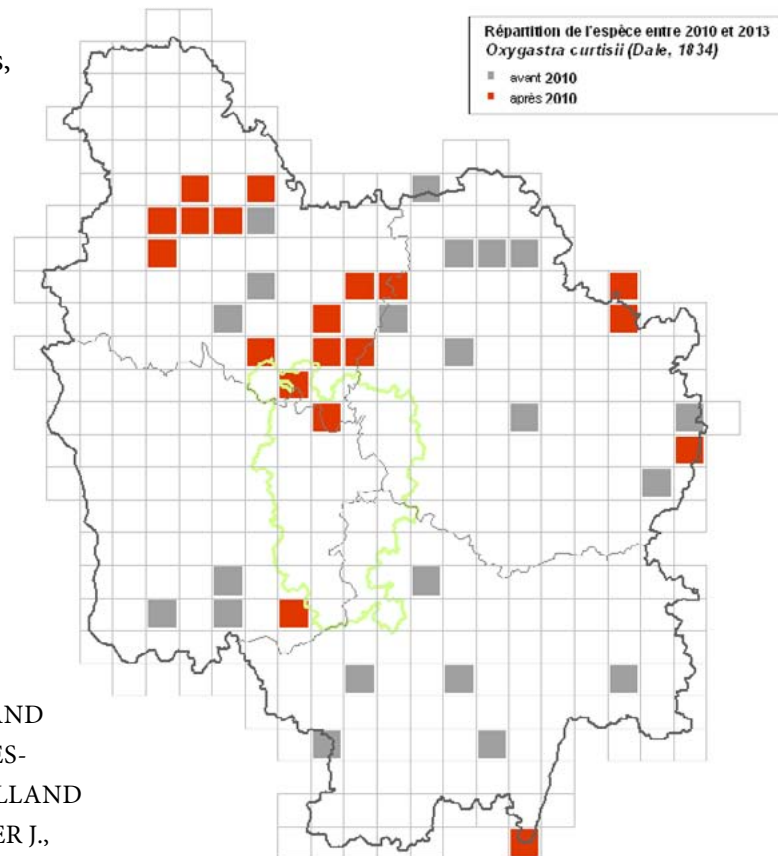 Répartition de l'espèce entre 2010 et 2013
Oxygastra curtisii (Dale, 1834)
avant 2010
après 2010
s,
AND
ES-
LLAND
ER J.,